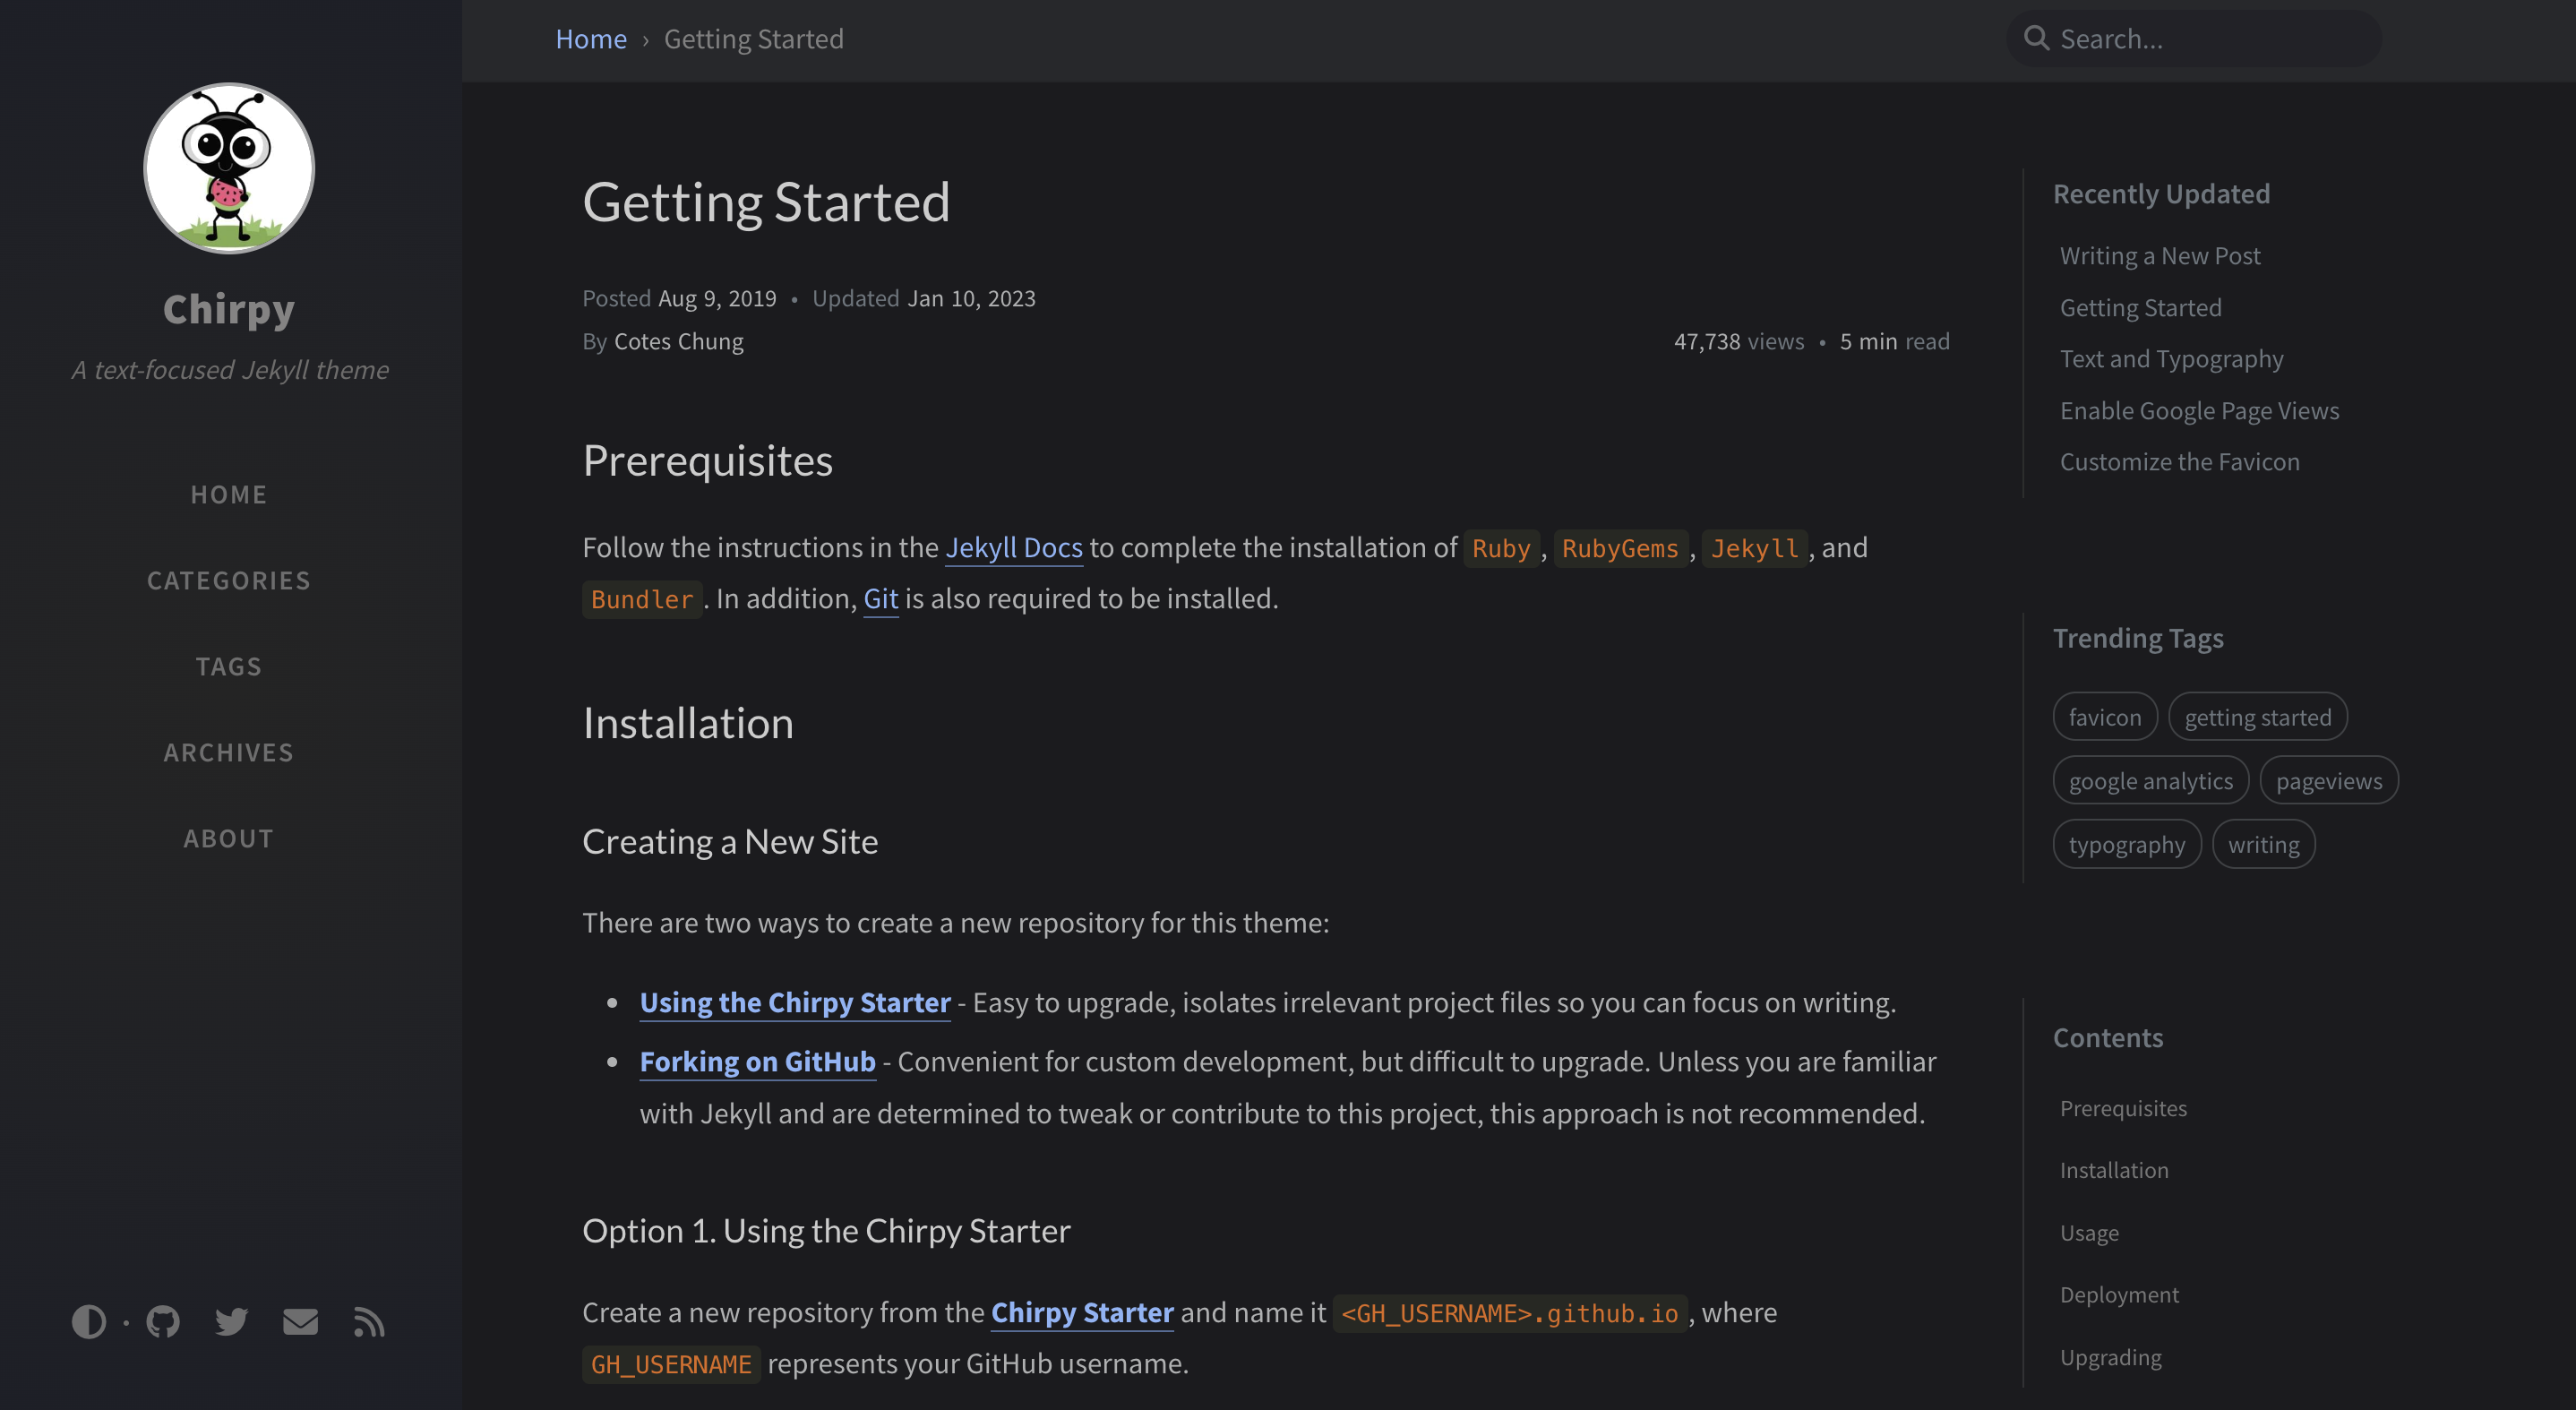 Chirpy
A text-focused Jekyll theme
HOME
CATEGORIES
TAGS
ARCHIVES
ABOUT
Home › Getting Started
Search...
Getting Started
Posted Aug 9, 2019 • Updated Jan 10, 2023
By Cotes Chung
47,738 views • 5 min read
Prerequisites
Follow the instructions in the Jekyll Docs to complete the installation of Ruby, RubyGems, Jekyll, and
Bundler. In addition, Git is also required to be installed.
Installation
Creating a New Site
There are two ways to create a new repository for this theme:
• Using the Chirpy Starter - Easy to upgrade, isolates irrelevant project files so you can focus on writing.
• Forking on GitHub - Convenient for custom development, but difficult to upgrade. Unless you are familiar
with Jekyll and are determined to tweak or contribute to this project, this approach is not recommended.
Option 1. Using the Chirpy Starter
Create a new repository from the Chirpy Starter and name it <GH_USERNAME>.github.io, where
GH_USERNAME represents your GitHub username.
Recently Updated
Writing a New Post
Getting Started
Text and Typography
Enable Google Page Views
Customize the Favicon
Trending Tags
favicon getting started
google analytics pageviews
typography writing
Contents
Prerequisites
Installation
Usage
Deployment
Upgrading